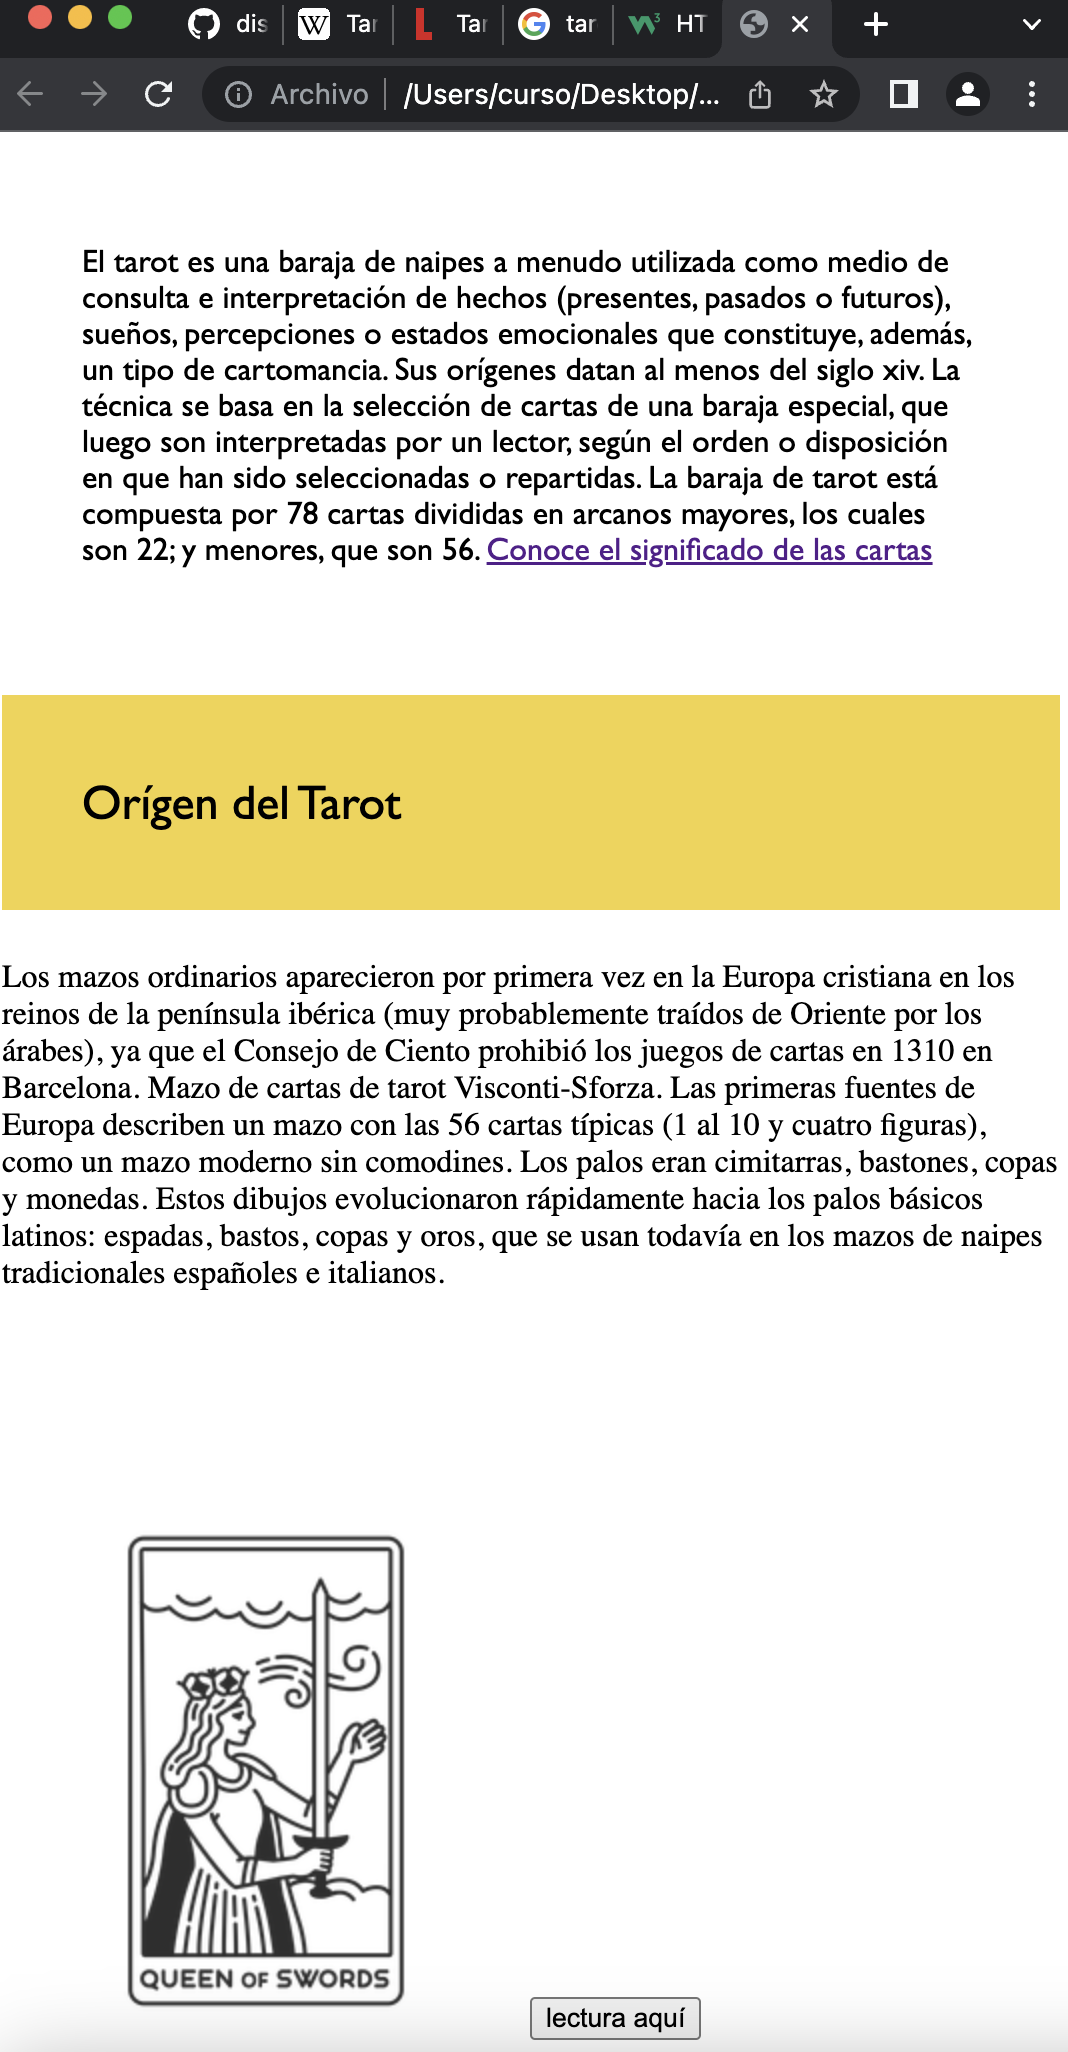 dis
Tar
Tar
tar
HT
Archivo
/Users/curso/Desktop/...
El tarot es una baraja de naipes a menudo utilizada como medio de
consulta e interpretación de hechos (presentes, pasados o futuros),
sueños, percepciones o estados emocionales que constituye, además,
un tipo de cartomancia. Sus orígenes datan al menos del siglo xiv. La
técnica se basa en la selección de cartas de una baraja especial, que
luego son interpretadas por un lector, según el orden o disposición
en que han sido seleccionadas o repartidas. La baraja de tarot está
compuesta por 78 cartas divididas en arcanos mayores, los cuales
son 22; y menores, que son 56. Conoce el significado de las cartas
Orígen del Tarot
Los mazos ordinarios aparecieron por primera vez en la Europa cristiana en los
reinos de la península ibérica (muy probablemente traídos de Oriente por los
árabes), ya que el Consejo de Ciento prohibió los juegos de cartas en 1310 en
Barcelona. Mazo de cartas de tarot Visconti-Sforza. Las primeras fuentes de
Europa describen un mazo con las 56 cartas típicas (1 al 10 y cuatro figuras),
como un mazo moderno sin comodines. Los palos eran cimitarras, bastones, copas
y monedas. Estos dibujos evolucionaron rápidamente hacia los palos básicos
latinos: espadas, bastos, copas y oros, que se usan todavía en los mazos de naipes
tradicionales españoles e italianos.
QUEEN OF SWORDS
lectura aquí